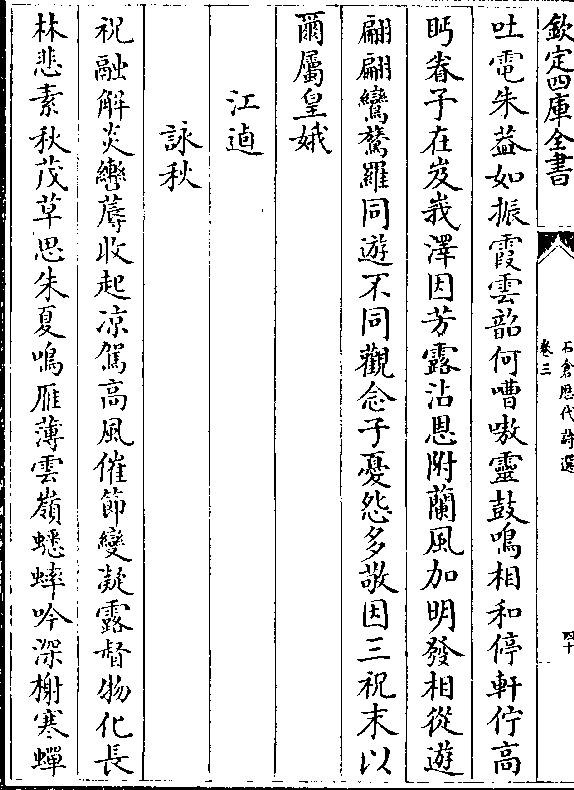 欽定四庫全書
石倉歷代詩選
卷三
四十
吐電朱葢如振霞雲韶何嘈嗷靈鼓鳴相和停軒佇高
眄眷子在岌峩澤因芳露沾恩附蘭風加明發相從遊
翩翩鸞鷟羅同遊不同觀念子憂怨多敬因三祝末以
爾屬皇娥
江逌
詠秋
祝融解炎轡蓐收起凉駕高風催節變凝露督物化長
林悲素秋茂草思朱夏鳴雁薄雲嶺蟋蟀吟深榭寒蟬